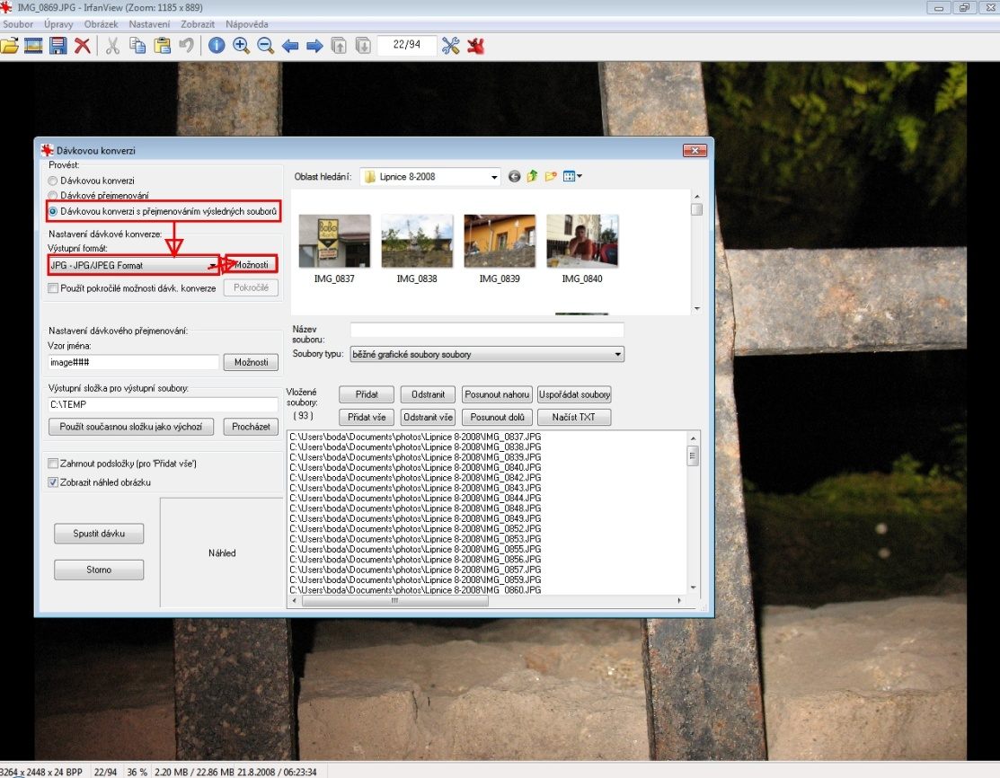 IMG_0869.JPG - IrfanView (Zoom: 1185 x 889)
Soubor Úpravy Obrázek Nastavení Zobrazit Nápověda
22/94
Dávkovou konverzi
Provést:
Dávkovou konverzi
Dávkové přejmenování
Dávkovou konverzi s přejmenováním výsledných souborů
Nastavení dávkové konverze:
Výstupní formát:
JPG - JPG/JPEG Format
Možnosti
Použít pokročilé možnosti dávk. konverze
Pokročilé
Nastavení dávkového přejmenování:
Vzor jména:
image###
Možnosti
Výstupní složka pro výstupní soubory:
C:\TEMP
Použít současnou složku jako výchozí
Procházet
Zahrnout podsložky (pro 'Přidat vše')
Zobrazit náhled obrázku
Spustit dávku
Storno
Náhled
Oblast hledání:
Lipnice 8-2008
IMG_0837 IMG_0838 IMG_0839 IMG_0840
Název
souboru:
Soubory typu:
běžné grafické soubory soubory
Vložené
soubory:
( 93 )
Přidat Odstranit Posunout nahoru Uspořádat soubory
Přidat vše Odstranit vše Posunout dolů Načíst TXT
C:\Users\boda\Documents\photos\Lipnice 8-2008\IMG_0837.JPG
C:\Users\boda\Documents\photos\Lipnice 8-2008\IMG_0838.JPG
C:\Users\boda\Documents\photos\Lipnice 8-2008\IMG_0839.JPG
C:\Users\boda\Documents\photos\Lipnice 8-2008\IMG_0840.JPG
C:\Users\boda\Documents\photos\Lipnice 8-2008\IMG_0842.JPG
C:\Users\boda\Documents\photos\Lipnice 8-2008\IMG_0843.JPG
C:\Users\boda\Documents\photos\Lipnice 8-2008\IMG_0844.JPG
C:\Users\boda\Documents\photos\Lipnice 8-2008\IMG_0848.JPG
C:\Users\boda\Documents\photos\Lipnice 8-2008\IMG_0849.JPG
C:\Users\boda\Documents\photos\Lipnice 8-2008\IMG_0852.JPG
C:\Users\boda\Documents\photos\Lipnice 8-2008\IMG_0853.JPG
C:\Users\boda\Documents\photos\Lipnice 8-2008\IMG_0855.JPG
C:\Users\boda\Documents\photos\Lipnice 8-2008\IMG_0856.JPG
C:\Users\boda\Documents\photos\Lipnice 8-2008\IMG_0857.JPG
C:\Users\boda\Documents\photos\Lipnice 8-2008\IMG_0859.JPG
C:\Users\boda\Documents\photos\Lipnice 8-2008\IMG_0860.JPG
3264 x 2448 x 24 BPP 22/94 36 % 2.20 MB / 22.86 MB 21.8.2008 / 06:23:34